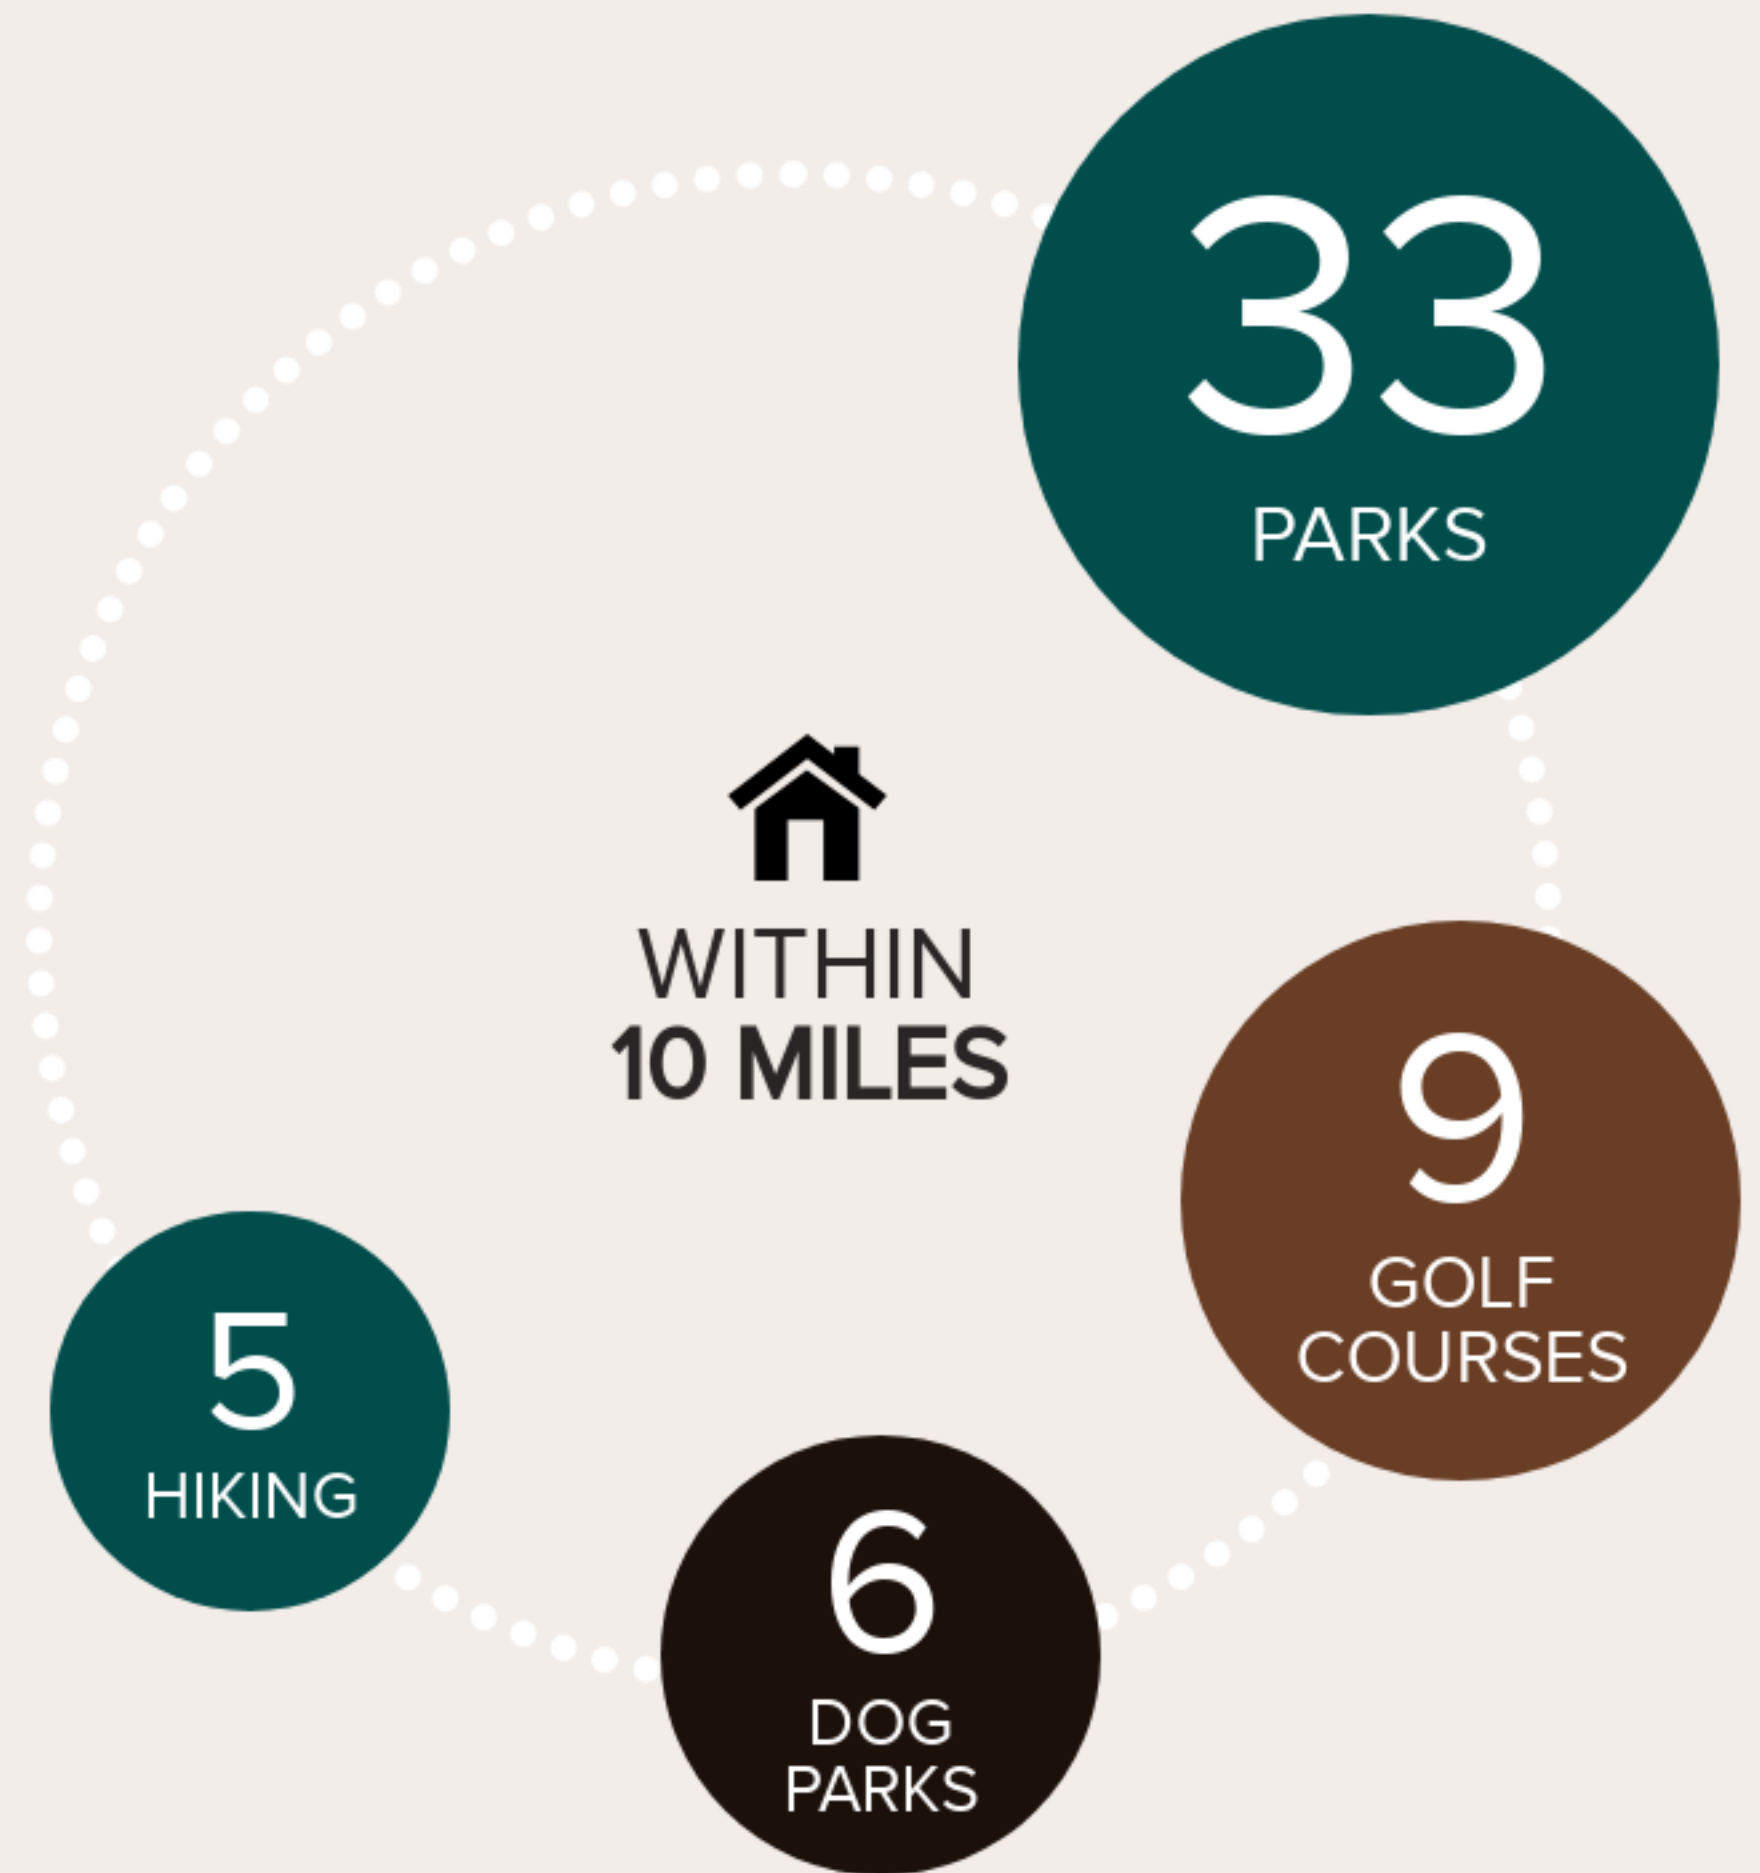 33
PARKS
WITHIN
10 MILES
9
GOLF
COURSES
5
HIKING
6
DOG
PARKS